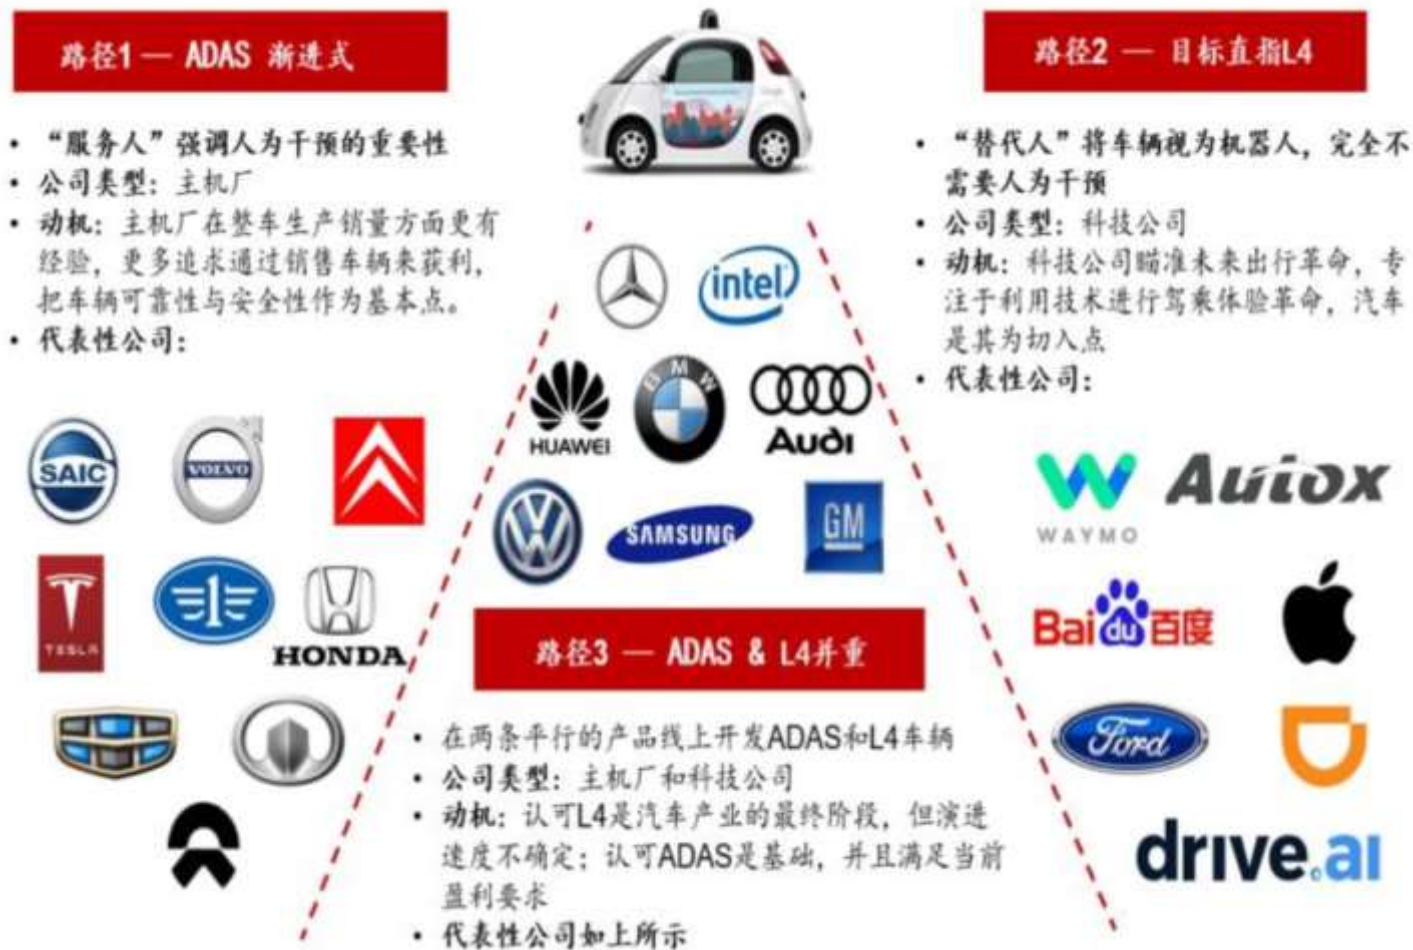 路径1 — ADAS 渐进式
• “服务人”强调人为干预的重要性
• 公司类型：主机厂
• 动机：主机厂在整车生产销量方面更有
经验，更多追求通过销售车辆来获利，
把车辆可靠性与安全性作为基本点。
• 代表性公司：
SAIC
VOLVO
TESLA
HONDA
intel
HUAWEI
BMW
Audi
SAMSUNG
GM
路径3 — ADAS & L4并重
• 在两条平行的产品线上开发ADAS和L4车辆
• 公司类型：主机厂和科技公司
• 动机：认可L4是汽车产业的最终阶段，但演进
速度不确定；认可ADAS是基础，并且满足当前
盈利要求
• 代表性公司如上所示
路径2 — 目标直指L4
• “替代人”将车辆视为机器人，完全不
需要人为干预
• 公司类型：科技公司
• 动机：科技公司瞄准未来出行革命，专
注于利用技术进行驾乘体验革命，汽车
是其为切入点
• 代表性公司：
WAYMO
Autox
Bai du 百度
Ford
drive.ai